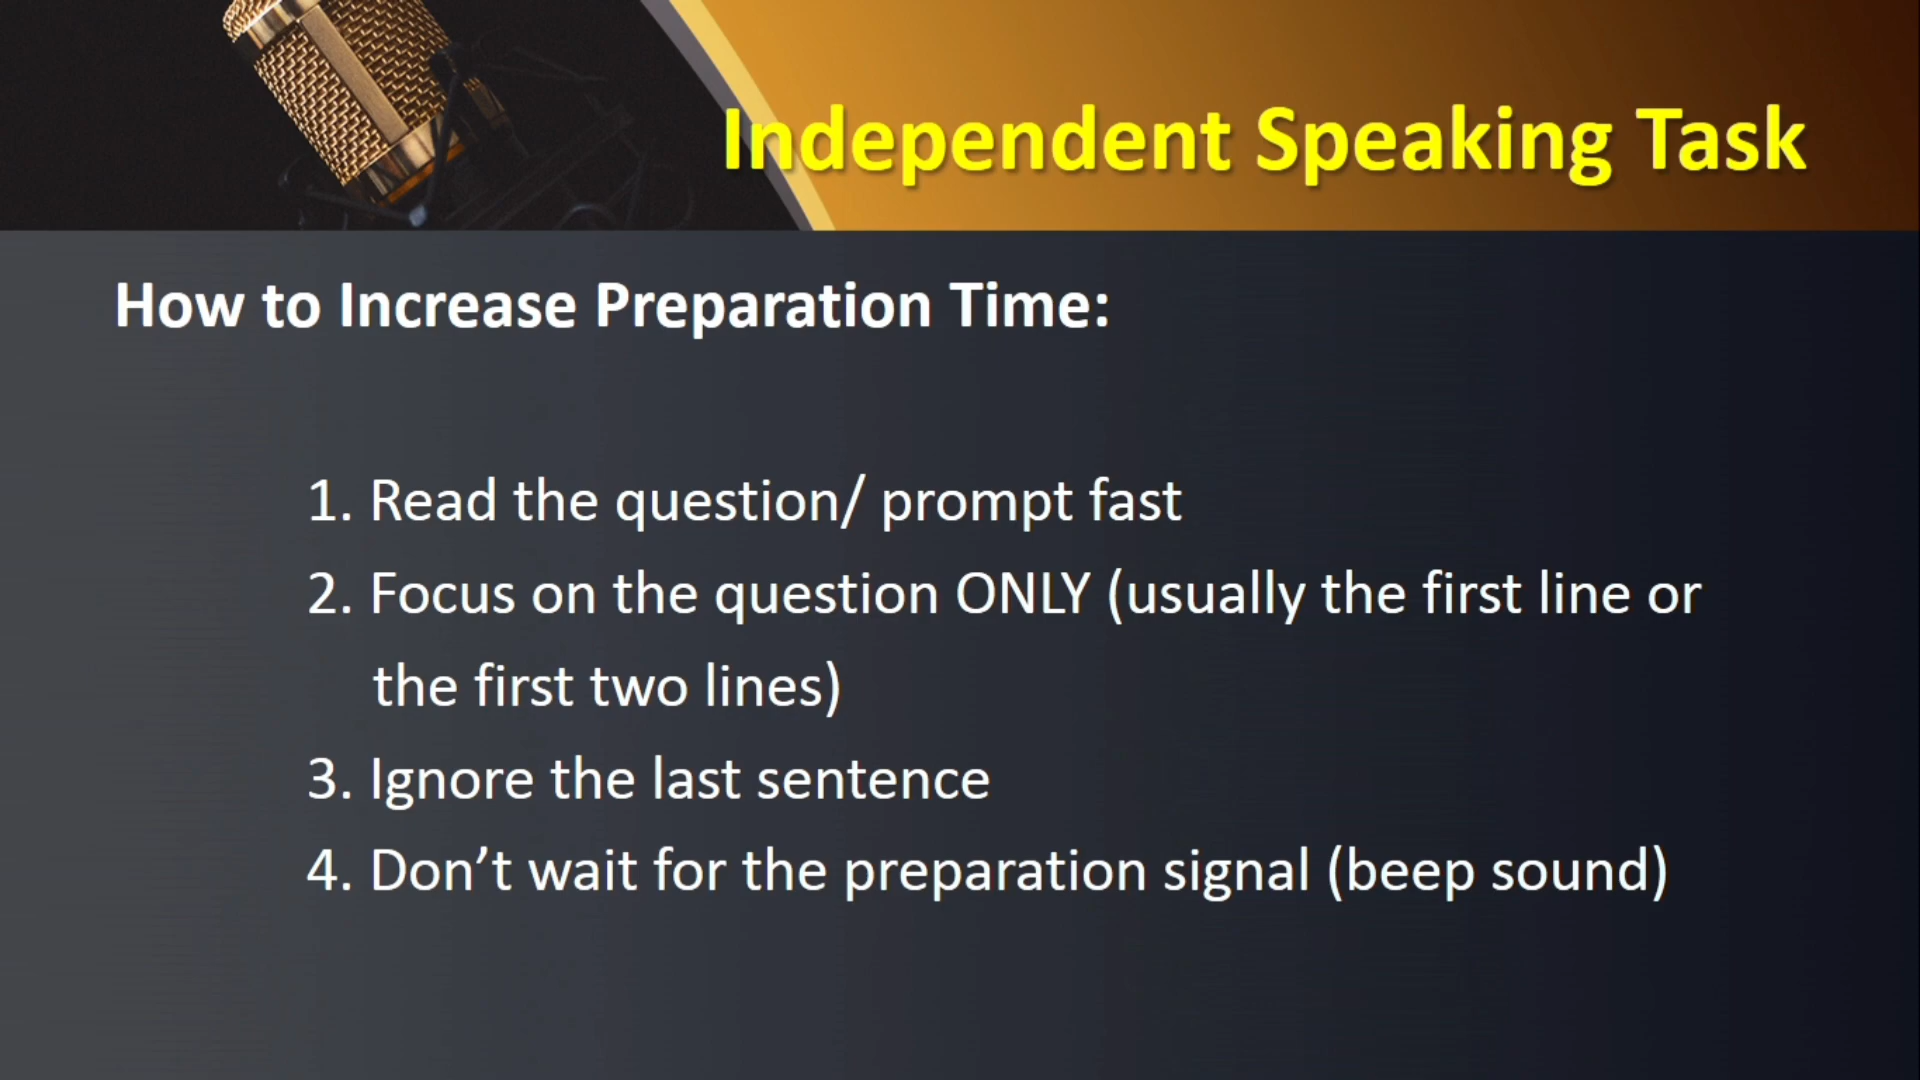 Independent Speaking Task
How to Increase Preparation Time:
1. Read the question/ prompt fast
2. Focus on the question ONLY (usually the first line or
the first two lines)
3. Ignore the last sentence
4. Don’t wait for the preparation signal (beep sound)